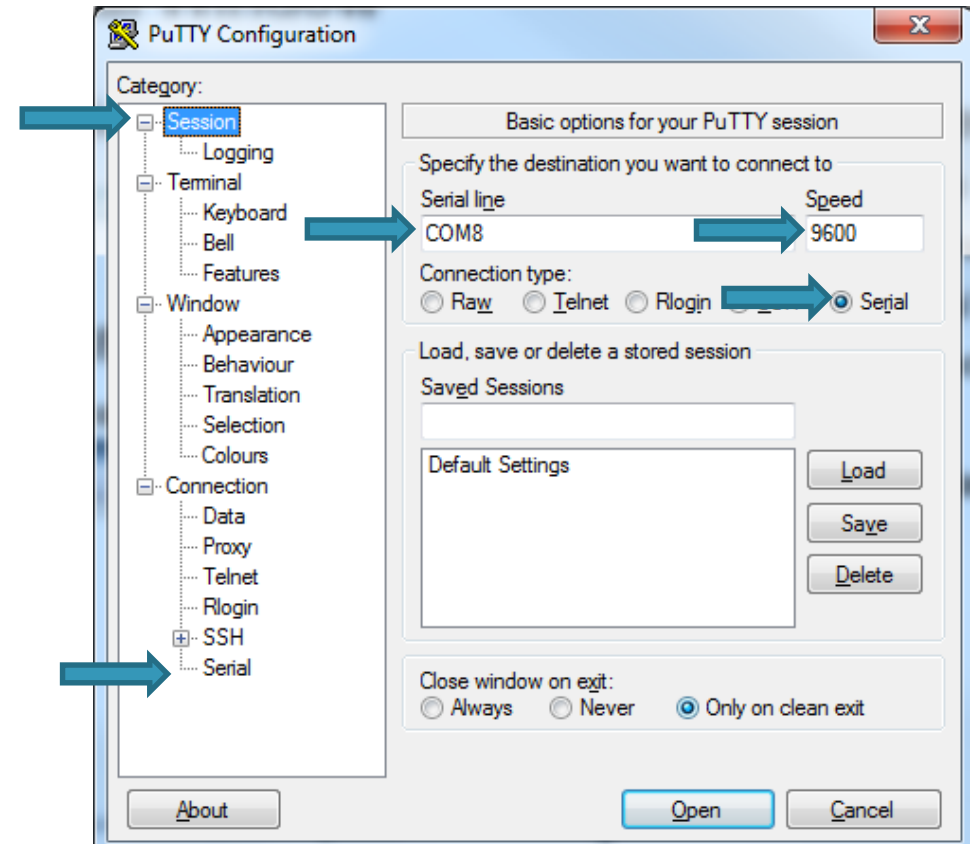 PuTTY Configuration
Category:
Session
Logging
Terminal
Keyboard
Bell
Features
Window
Appearance
Behaviour
Translation
Selection
Colours
Connection
Data
Proxy
Telnet
Rlogin
SSH
Serial
Basic options for your PuTTY session
Specify the destination you want to connect to
Serial line Speed
COM8 9600
Connection type:
Raw Telnet Rlogin Serial
Load, save or delete a stored session
Saved Sessions
Default Settings
Load
Save
Delete
Close window on exit:
Always Never Only on clean exit
About Open Cancel